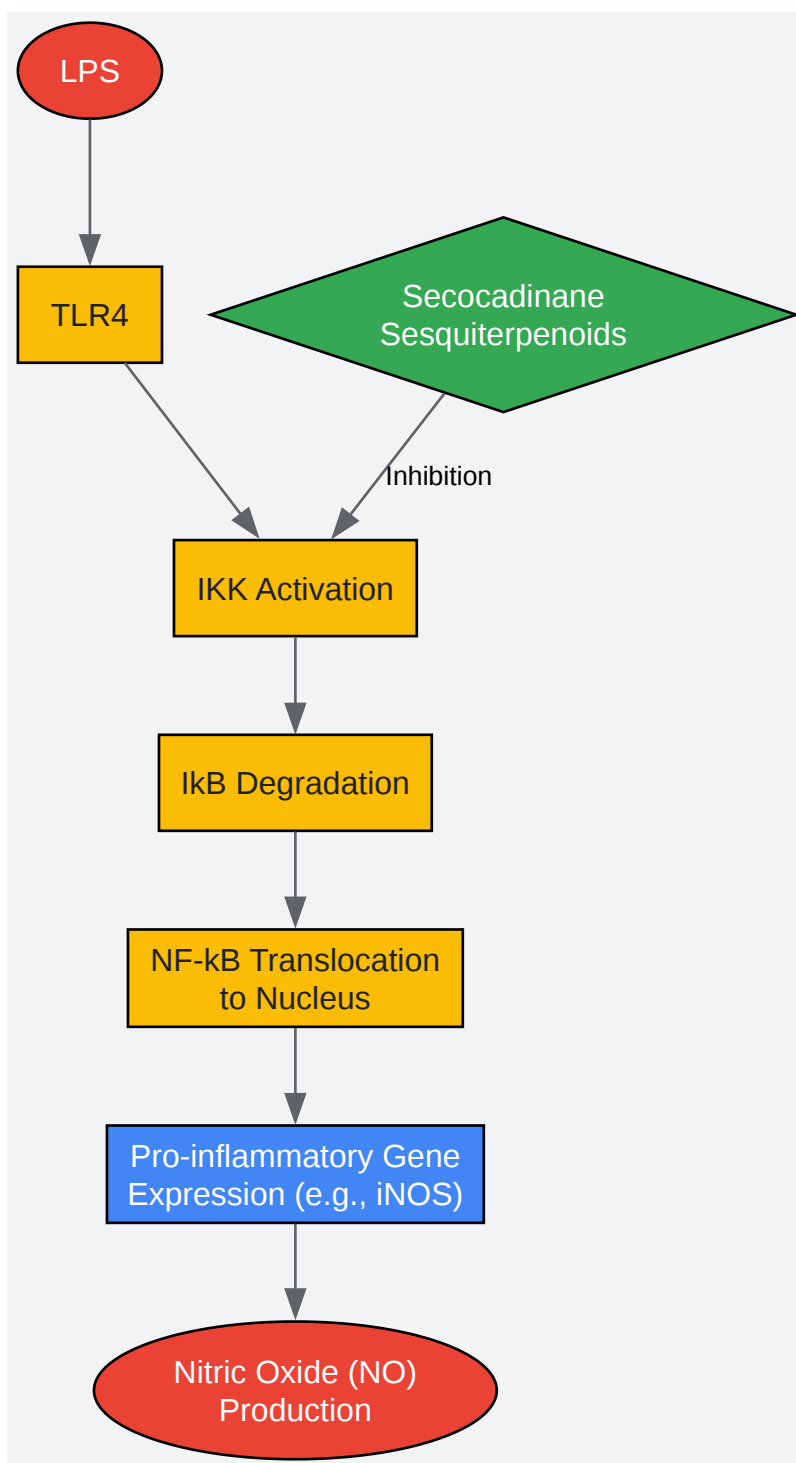 LPS
TLR4
Secocadinane
Sesquiterpenoids
Inhibition
IKK Activation
IkB Degradation
NF-kB Translocation
to Nucleus
Pro-inflammatory Gene
Expression (e.g., iNOS)
Nitric Oxide (NO)
Production